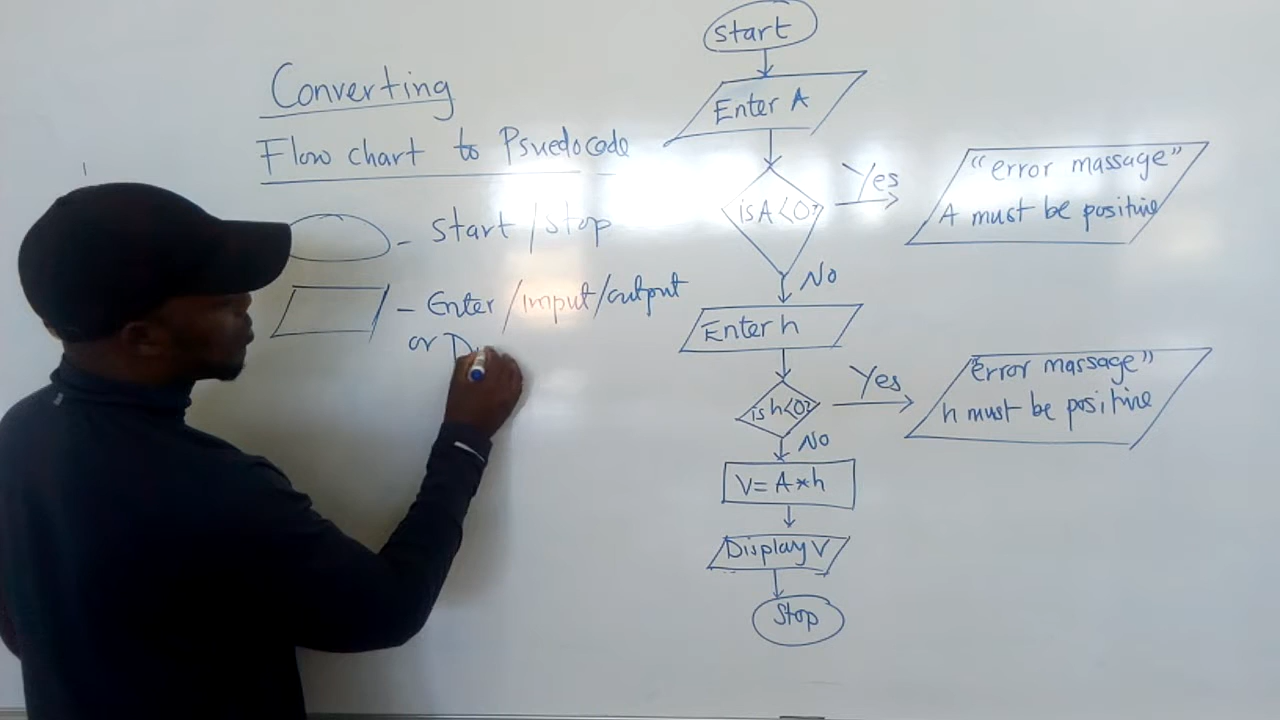 Converting
Flow chart to Psuedocode
- Start/Stop
- Enter/input/output
or D
Start
Enter A
is A<0?
Yes
"error massage"
A must be positive
No
Enter h
is h<0?
Yes
error massage"
h must be positive
No
V= A*h
Display V
Stop